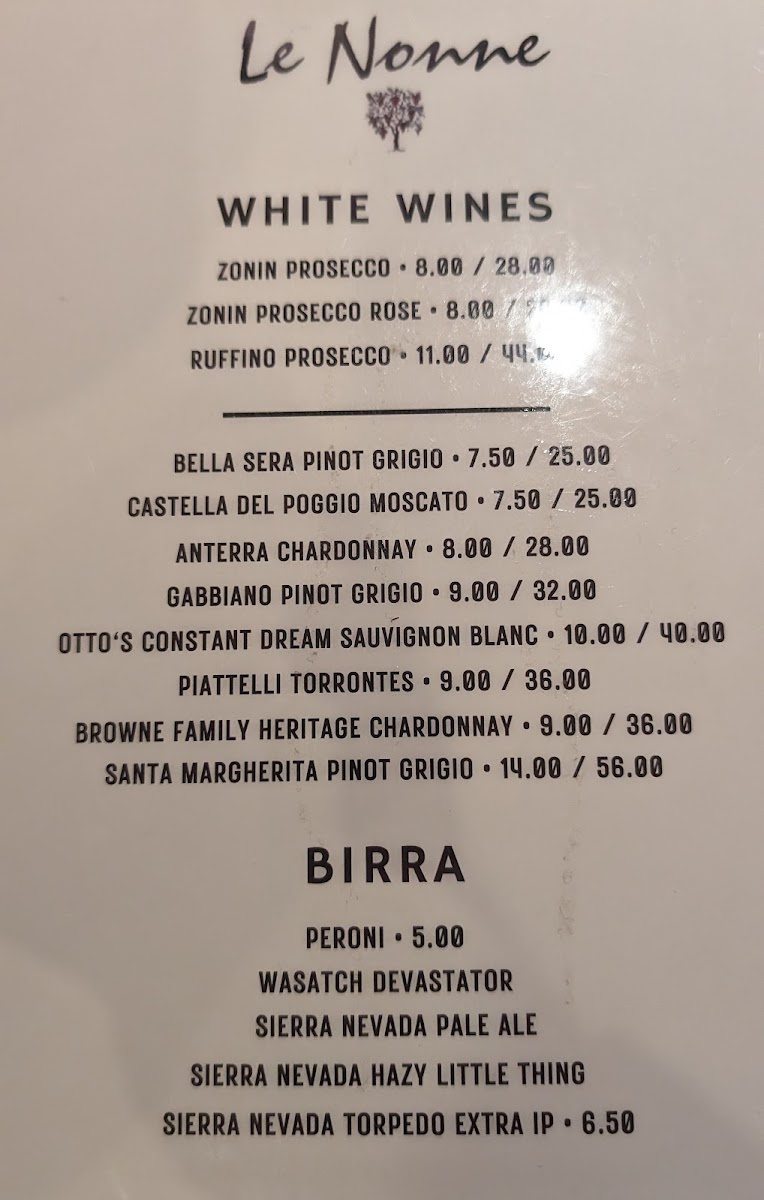 Le Nonne
WHITE WINES
ZONIN PROSECCO • 8.00 / 28.00
ZONIN PROSECCO ROSE • 8.00 /
RUFFINO PROSECCO • 11.00 /
BELLA SERA PINOT GRIGIO • 7.50 / 25.00
CASTELLA DEL POGGIO MOSCATO • 7.50 / 25.00
ANTERRA CHARDONNAY • 8.00 / 28.00
GABBIANO PINOT GRIGIO • 9.00 / 32.00
OTTO'S CONSTANT DREAM SAUVIGNON BLANC • 10.00 / 40.00
PIATTELLI TORRONTES • 9.00 / 36.00
BROWNE FAMILY HERITAGE CHARDONNAY • 9.00 / 36.00
SANTA MARGHERITA PINOT GRIGIO • 14.00 / 56.00
BIRRA
PERONI • 5.00
WASATCH DEVASTATOR
SIERRA NEVADA PALE ALE
SIERRA NEVADA HAZY LITTLE THING
SIERRA NEVADA TORPEDO EXTRA IP • 6.50